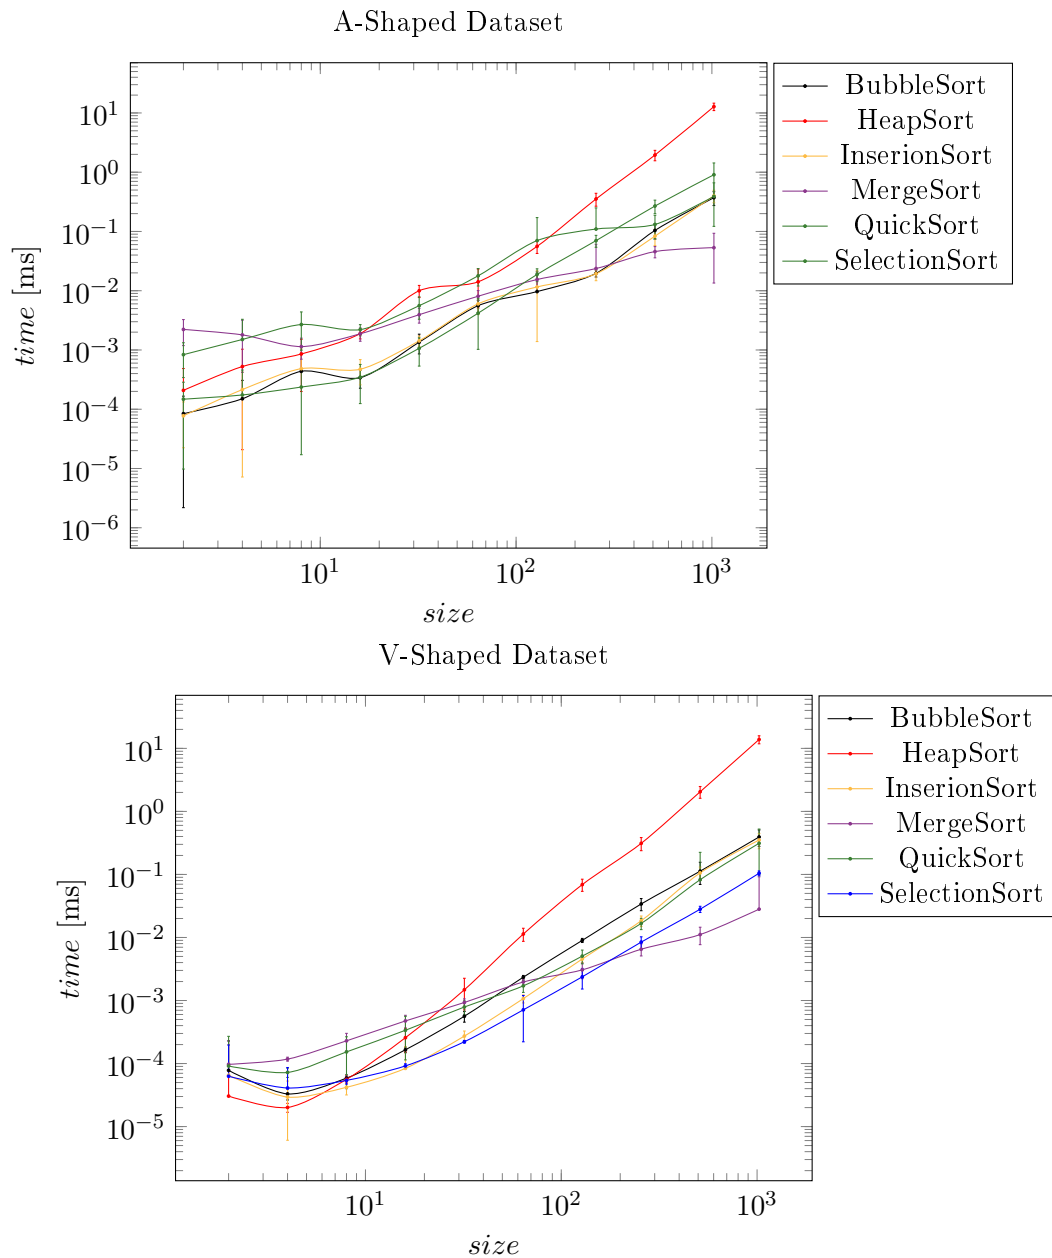 A-Shaped Dataset
10^1
10^0
10^−1
10^−2
10^−3
10^−4
10^−5
10^−6
time [ms]
10^1
10^2
10^3
size
BubbleSort
HeapSort
InserionSort
MergeSort
QuickSort
SelectionSort
V-Shaped Dataset
10^1
10^0
10^−1
10^−2
10^−3
10^−4
10^−5
time [ms]
10^1
10^2
10^3
size
BubbleSort
HeapSort
InserionSort
MergeSort
QuickSort
SelectionSort